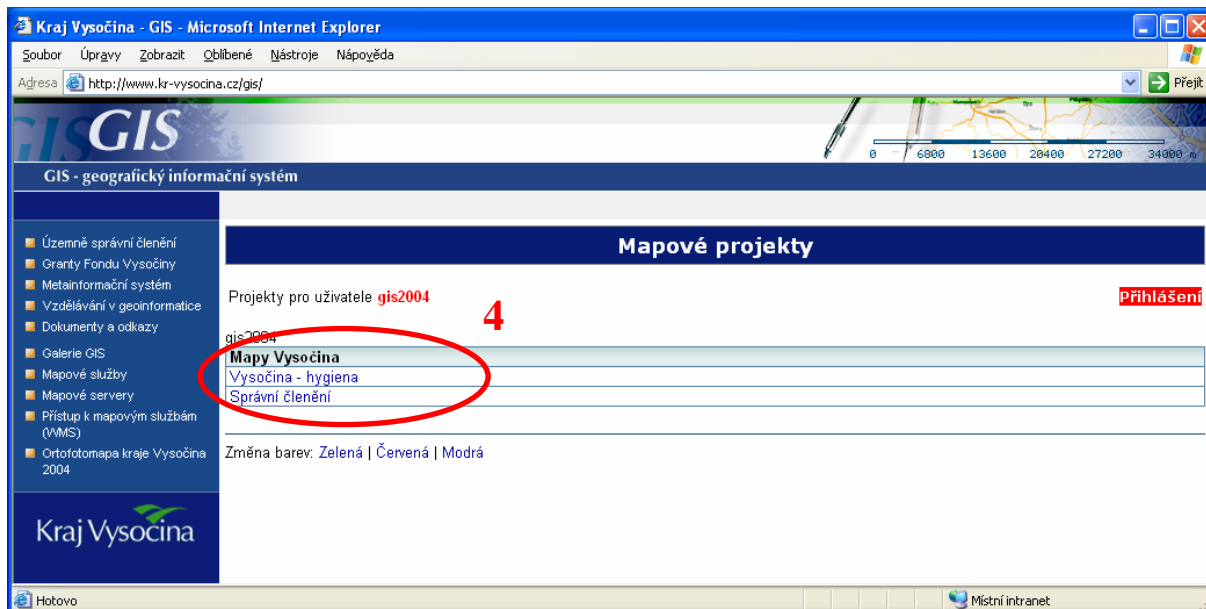 Kraj Vysočina - GIS - Microsoft Internet Explorer
Soubor Úpravy Zobrazit Oblíbené Nástroje Nápověda
Adresa http://www.kr-vysocina.cz/gis/ Přejít
GIS GIS
0 6800 13600 20400 27200 34000 m
GIS - geografický informační systém
Územně správní členění
Granty Fondu Vysočiny
Metainformační systém
Vzdělávání v geoinformatice
Dokumenty a odkazy
Galerie GIS
Mapové služby
Mapové servery
Přístup k mapovým službám
(WMS)
Ortofotomapa kraje Vysočina
2004
Kraj Vysočina
Mapové projekty
Projekty pro uživatele gis2004
Přihlášení
4
gis2004
Mapy Vysočina
Vysočina - hygiena
Správní členění
Změna barev: Zelená | Červená | Modrá
Hotovo
Místní intranet